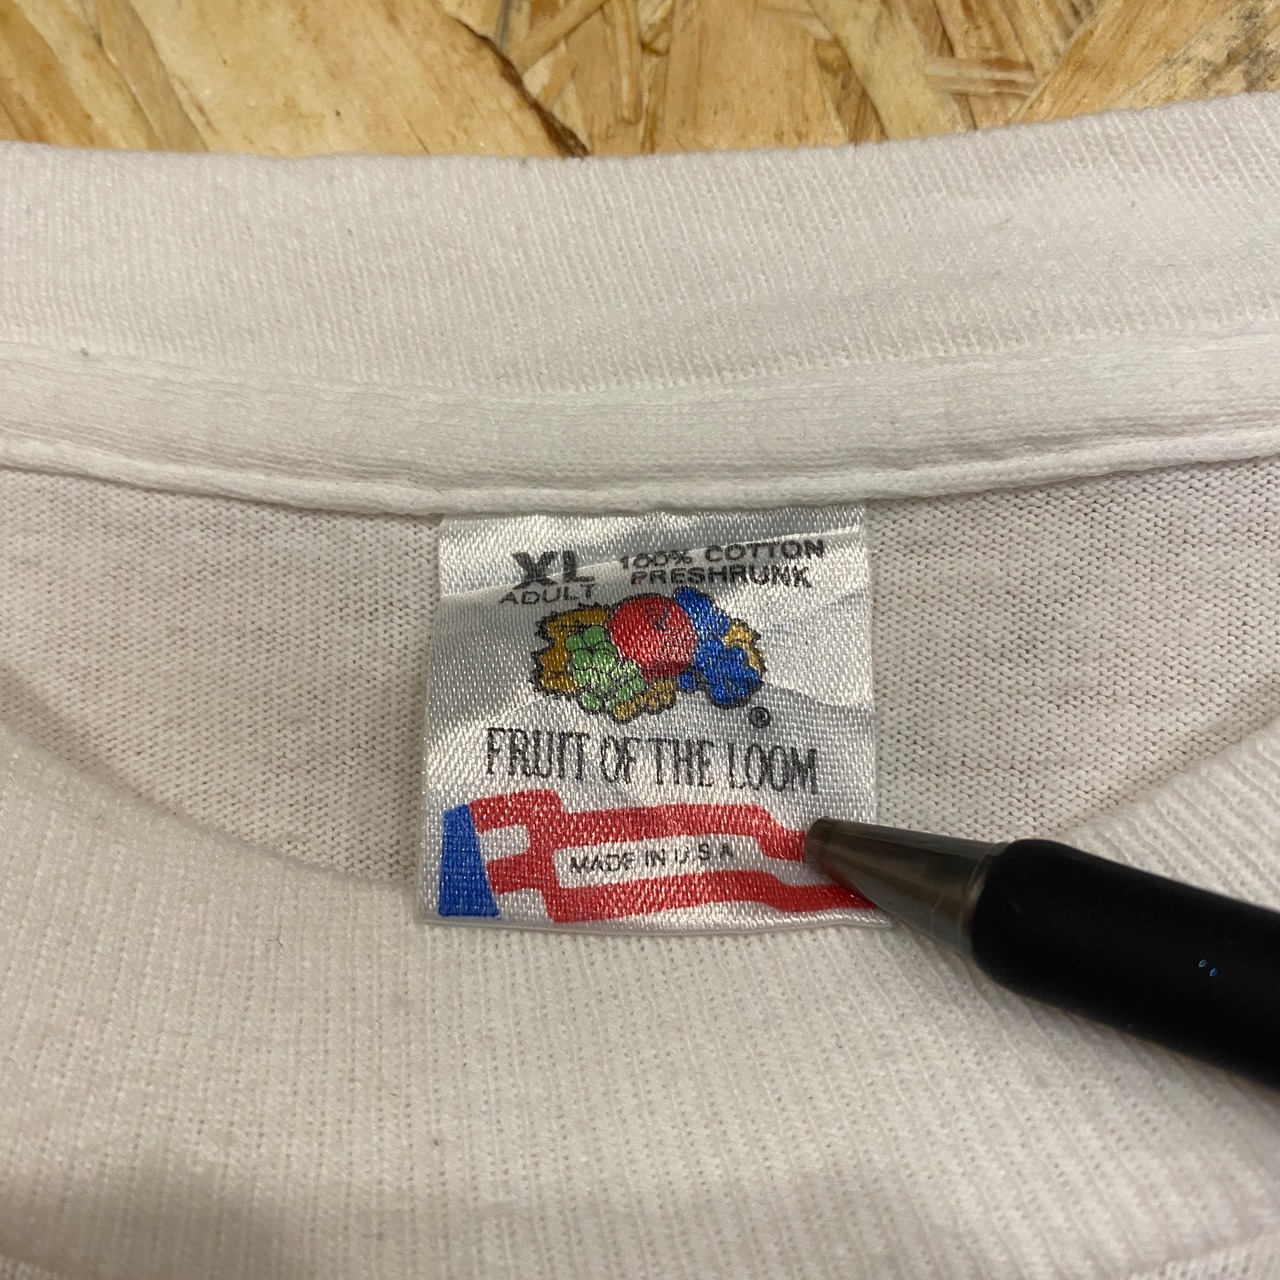 XL 100% COTTON
ADULT PRESHRUNK
®
FRUIT OF THE LOOM
MADE IN U.S.A